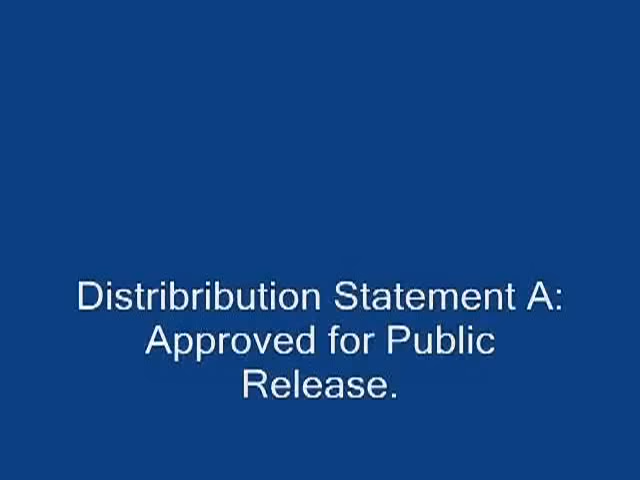 Distribribution Statement A:
Approved for Public
Release.